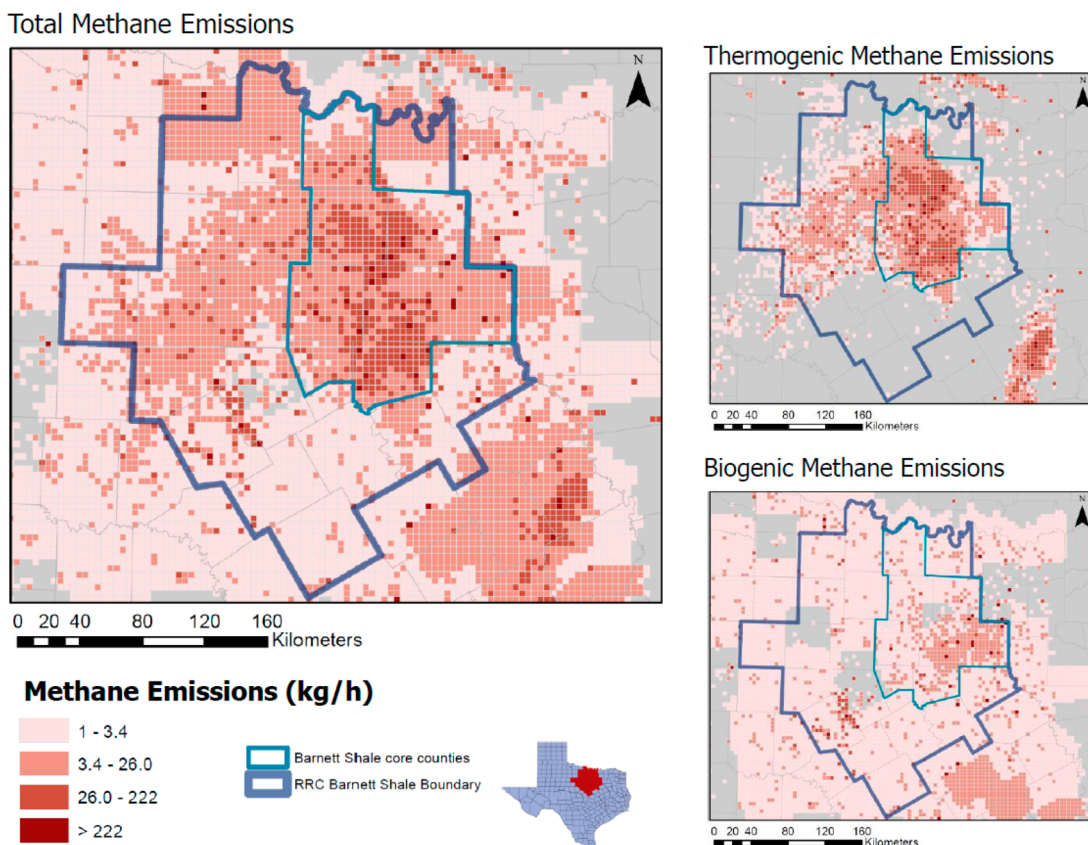 Total Methane Emissions
N
0 20 40 80 120 160
Kilometers
Thermogenic Methane Emissions
N
0 20 40 80 120 160
Kilometers
Biogenic Methane Emissions
N
0 20 40 80 120 160
Kilometers
Methane Emissions (kg/h)
1 - 3.4
3.4 - 26.0
26.0 - 222
> 222
Barnett Shale core counties
RRC Barnett Shale Boundary